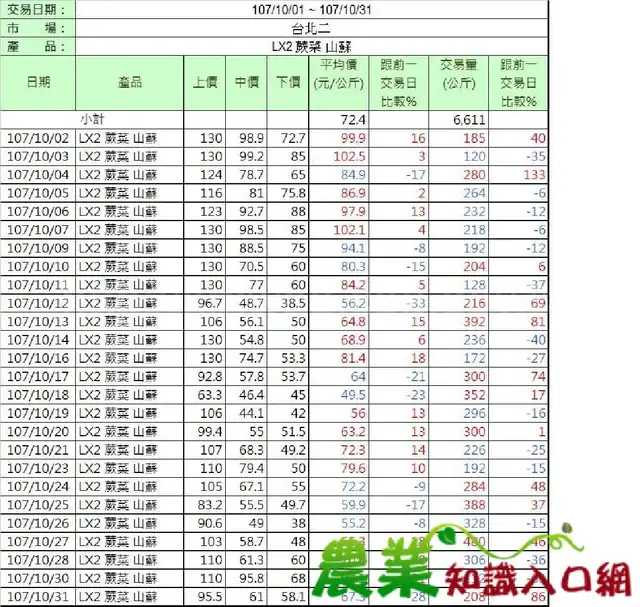 交易日期： 107/10/01 ~ 107/10/31
市　場： 台北二
產　品： LX2 蕨菜 山蘇
日期 產品 上價 中價 下價 平均價(元/公斤) 跟前一交易日比較% 交易量(公斤) 跟前一交易日比較%
小計 72.4 6,611
107/10/02 LX2 蕨菜 山蘇 130 98.9 72.7 99.9 16 185 40
107/10/03 LX2 蕨菜 山蘇 130 99.2 85 102.5 3 120 -35
107/10/04 LX2 蕨菜 山蘇 124 78.7 65 84.9 -17 280 133
107/10/05 LX2 蕨菜 山蘇 116 81 75.8 86.9 2 264 -6
107/10/06 LX2 蕨菜 山蘇 123 92.7 88 97.9 13 232 -12
107/10/07 LX2 蕨菜 山蘇 130 98.5 85 102.1 4 218 -6
107/10/09 LX2 蕨菜 山蘇 130 88.5 75 94.1 -8 192 -12
107/10/10 LX2 蕨菜 山蘇 130 70.5 60 80.3 -15 204 6
107/10/11 LX2 蕨菜 山蘇 130 77 60 84.2 5 128 -37
107/10/12 LX2 蕨菜 山蘇 96.7 48.7 38.5 56.2 -33 216 69
107/10/13 LX2 蕨菜 山蘇 106 56.1 50 64.8 15 392 81
107/10/14 LX2 蕨菜 山蘇 130 54.8 50 68.9 6 236 -40
107/10/16 LX2 蕨菜 山蘇 130 74.7 53.3 81.4 18 172 -27
107/10/17 LX2 蕨菜 山蘇 92.8 57.8 53.7 64 -21 300 74
107/10/18 LX2 蕨菜 山蘇 63.3 46.4 45 49.5 -23 352 17
107/10/19 LX2 蕨菜 山蘇 106 44.1 42 56 13 296 -16
107/10/20 LX2 蕨菜 山蘇 99.4 55 51.5 63.2 13 300 1
107/10/21 LX2 蕨菜 山蘇 107 68.3 49.2 72.3 14 226 -25
107/10/23 LX2 蕨菜 山蘇 110 79.4 50 79.6 10 192 -15
107/10/24 LX2 蕨菜 山蘇 105 67.1 55 72.2 -9 284 48
107/10/25 LX2 蕨菜 山蘇 83.2 55.5 49.7 59.9 -17 388 37
107/10/26 LX2 蕨菜 山蘇 90.6 49 38 55.2 -8 328 -15
107/10/27 LX2 蕨菜 山蘇 103 58.7 48 480 46
107/10/28 LX2 蕨菜 山蘇 110 61.3 60 306 -36
107/10/30 LX2 蕨菜 山蘇 110 95.8 68
107/10/31 LX2 蕨菜 山蘇 95.5 61 58.1 67.3 -28 208 86
農業知識入口網